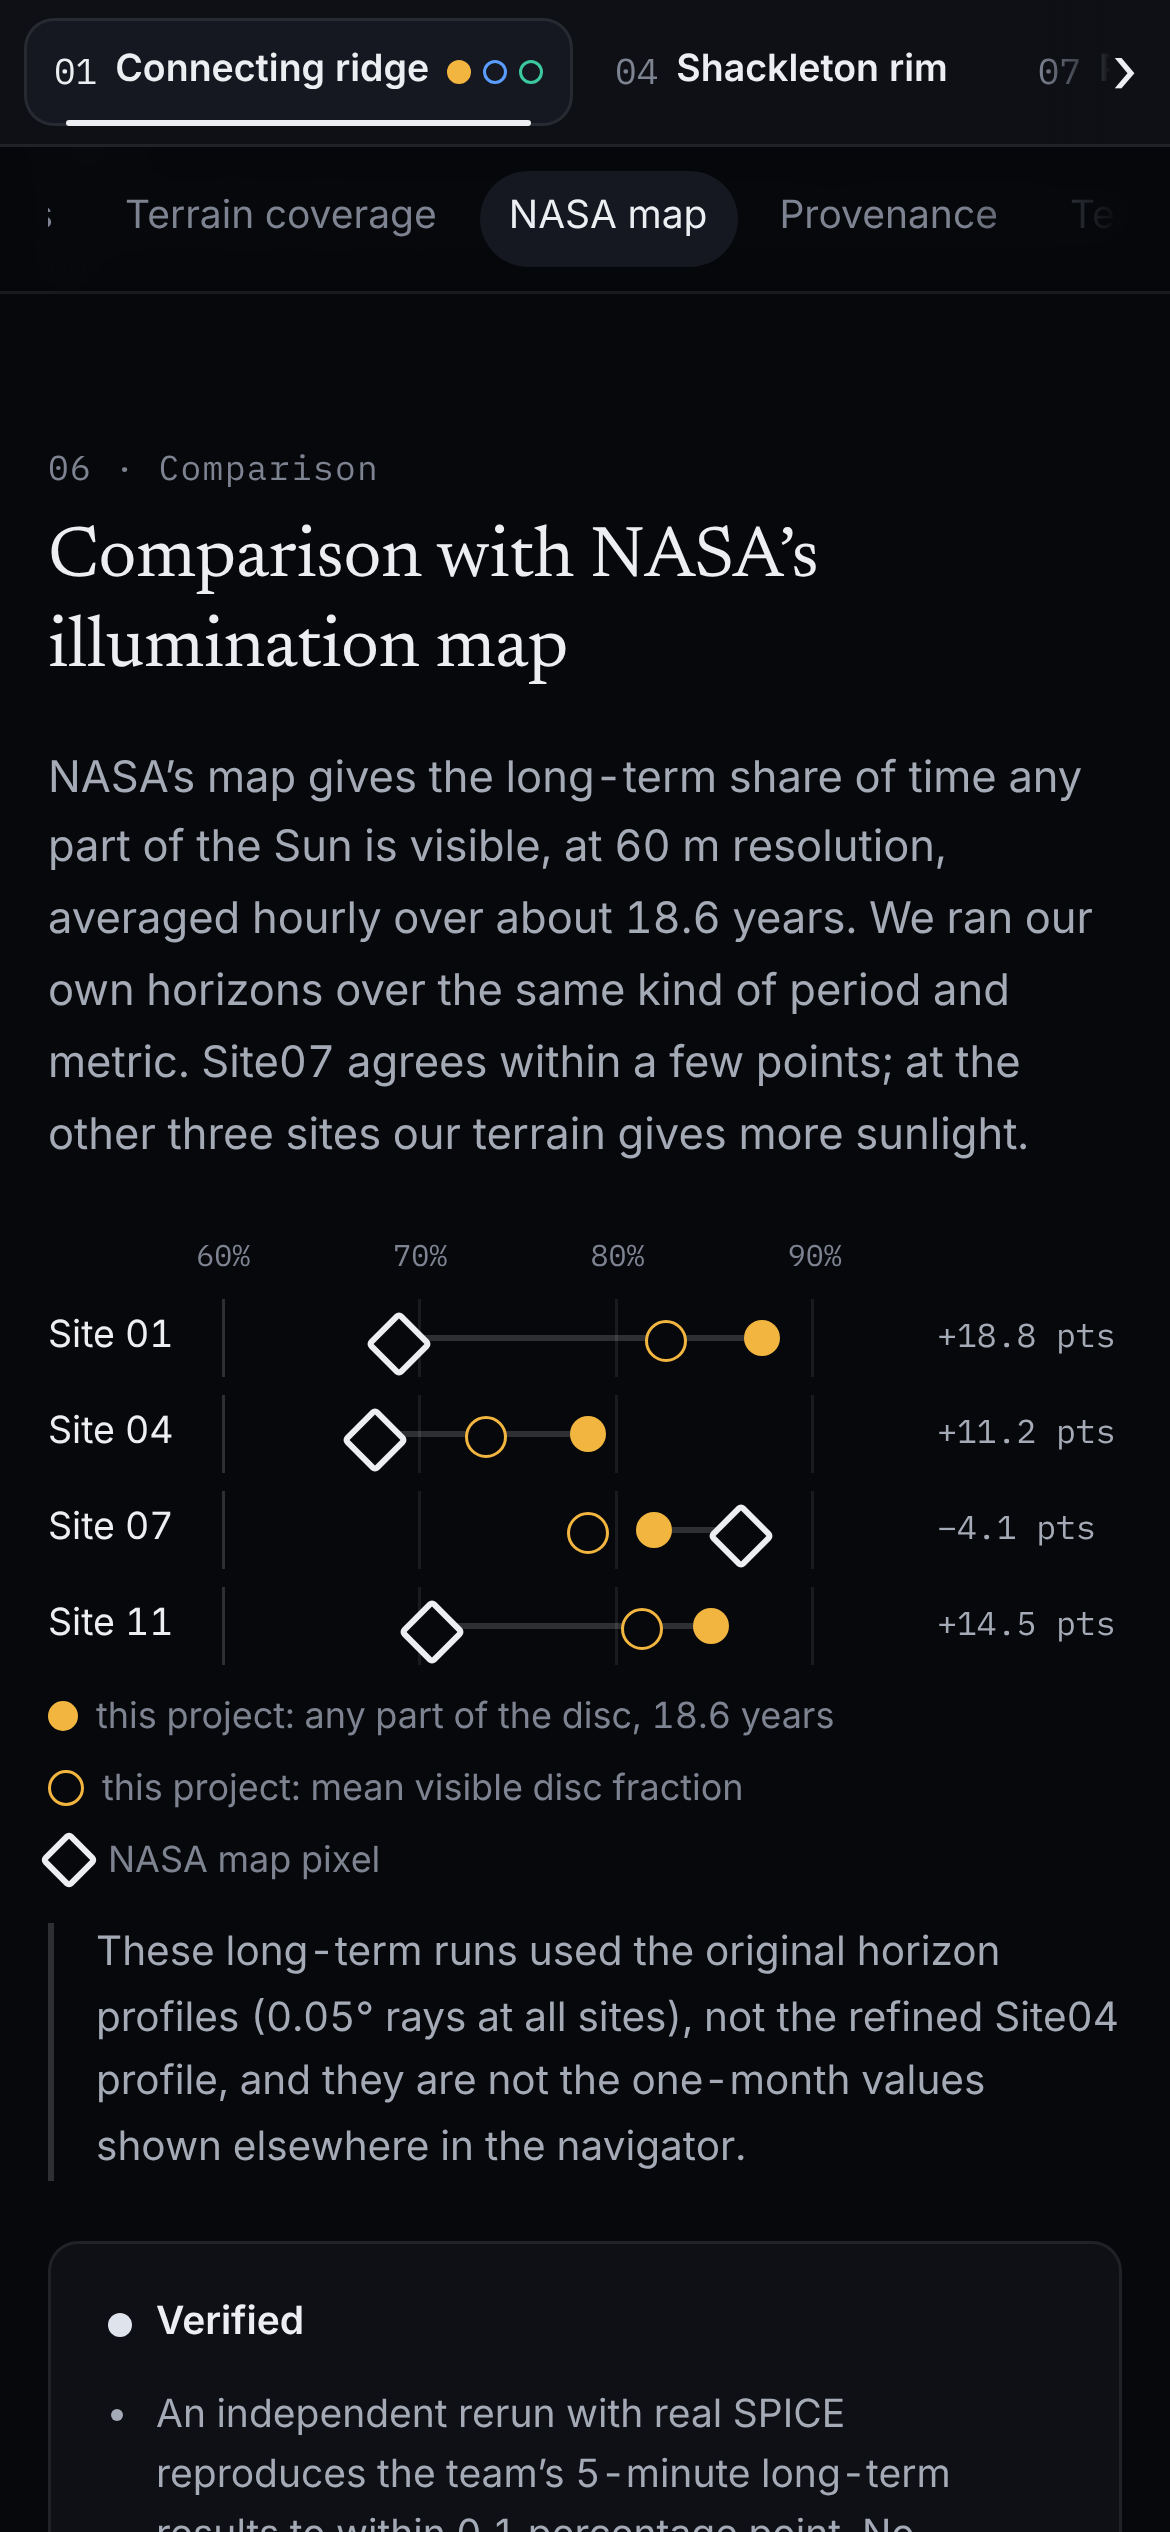 01 Connecting ridge 04 Shackleton rim 07
Terrain coverage NASA map Provenance
06 · Comparison
Comparison with NASA’s
illumination map
NASA’s map gives the long-term share of time any
part of the Sun is visible, at 60 m resolution,
averaged hourly over about 18.6 years. We ran our
own horizons over the same kind of period and
metric. Site07 agrees within a few points; at the
other three sites our terrain gives more sunlight.
60% 70% 80% 90%
Site 01 +18.8 pts
Site 04 +11.2 pts
Site 07 −4.1 pts
Site 11 +14.5 pts
this project: any part of the disc, 18.6 years
this project: mean visible disc fraction
NASA map pixel
These long-term runs used the original horizon
profiles (0.05° rays at all sites), not the refined Site04
profile, and they are not the one-month values
shown elsewhere in the navigator.
Verified
• An independent rerun with real SPICE
reproduces the team’s 5-minute long-term
results to within 0.1 percentage point. No